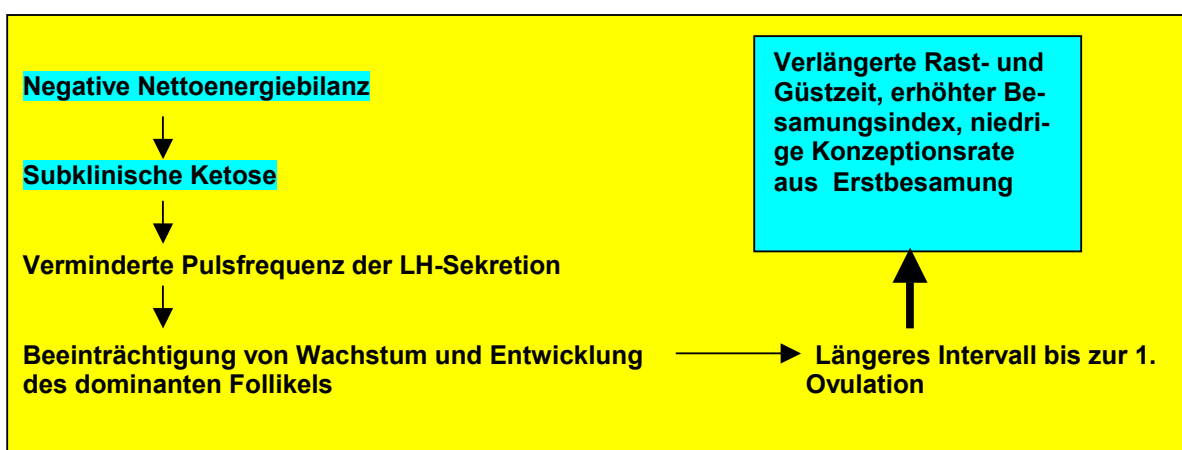 Negative Nettoenergiebilanz
Subklinische Ketose
Verminderte Pulsfrequenz der LH-Sekretion
Beeinträchtigung von Wachstum und Entwicklung
des dominanten Follikels
Längeres Intervall bis zur 1.
Ovulation
Verlängerte Rast- und
Güstzeit, erhöhter Be-
samungsindex, niedri-
ge Konzeptionsrate
aus Erstbesamung